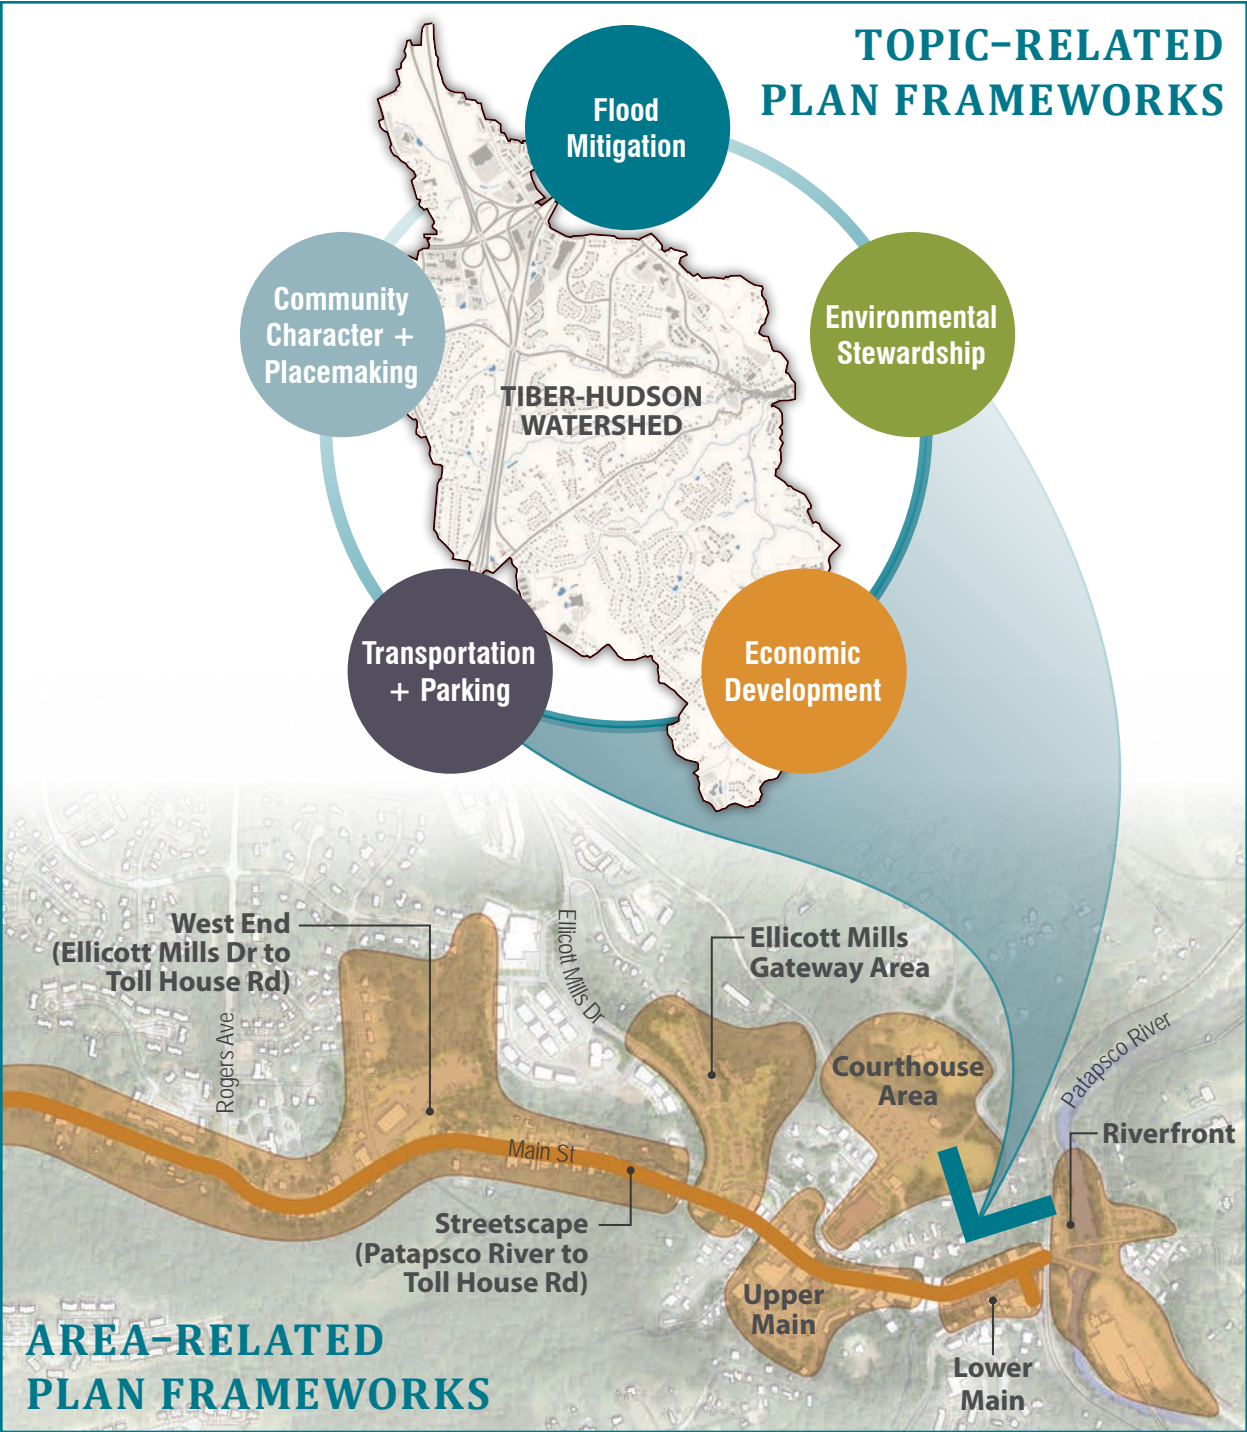 TOPIC-RELATED
PLAN FRAMEWORKS
Flood
Mitigation
Community
Character +
Placemaking
Environmental
Stewardship
TIBER-HUDSON
WATERSHED
Transportation
+ Parking
Economic
Development
West End
(Ellicott Mills Dr to
Toll House Rd)
Ellicott Mills Dr
Ellicott Mills
Gateway Area
Rogers Ave
Courthouse
Area
Patapsco River
Riverfront
Main St
Streetscape
(Patapsco River to
Toll House Rd)
Upper
Main
Lower
Main
AREA-RELATED
PLAN FRAMEWORKS